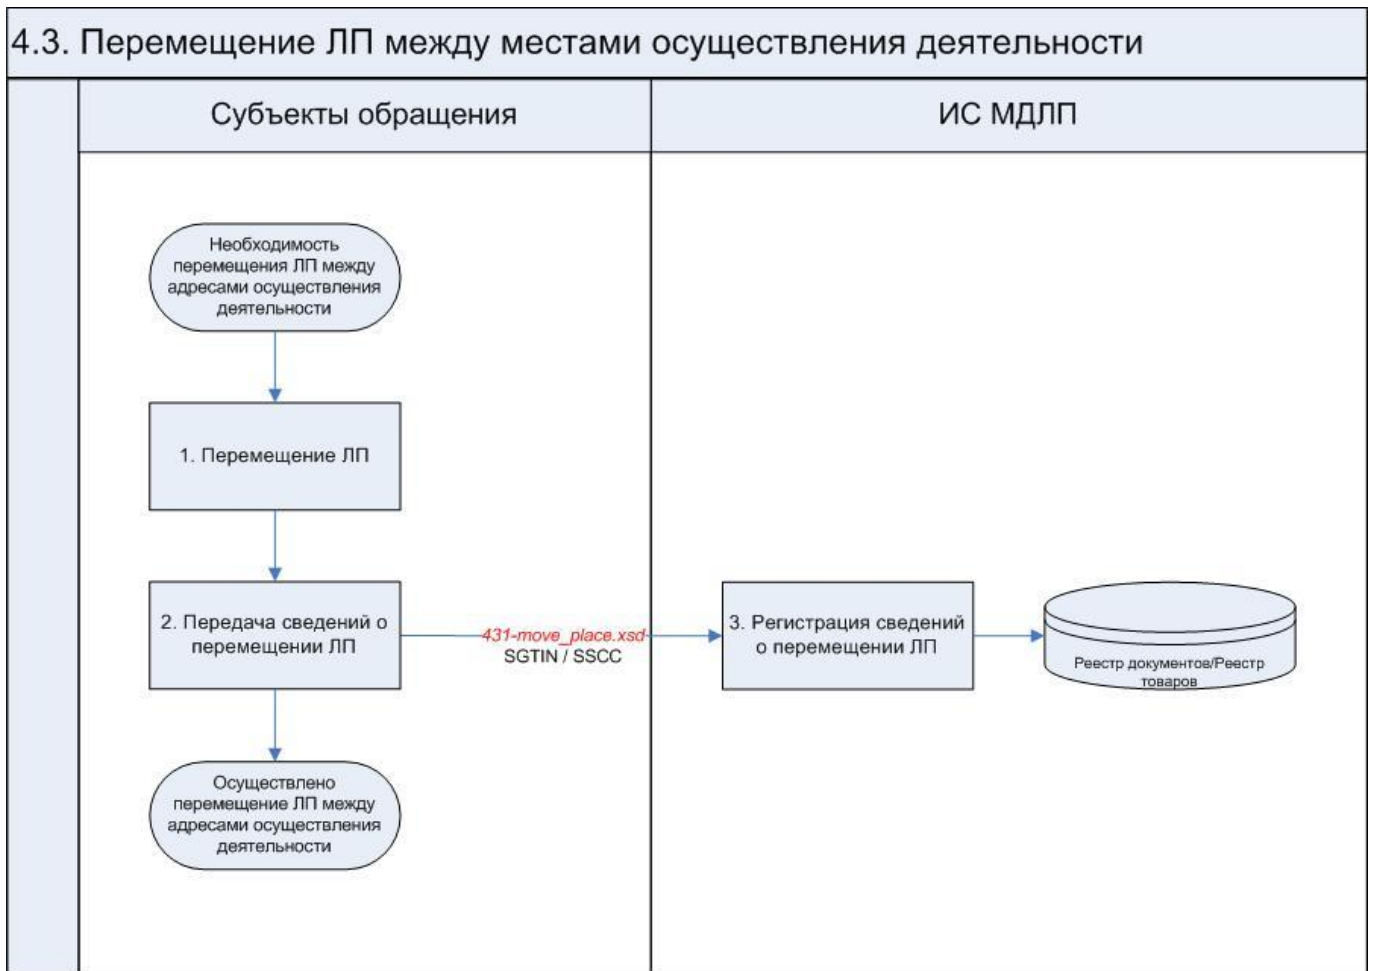 4.3. Перемещение ЛП между местами осуществления деятельности
Субъекты обращения
ИС МДЛП
Необходимость
перемещения ЛП между
адресами осуществления
деятельности
1. Перемещение ЛП
2. Передача сведений о
перемещении ЛП
431-move_place.xsd
SGTIN / SSCC
3. Регистрация сведений
о перемещении ЛП
Реестр документов/Реестр
товаров
Осуществлено
перемещение ЛП между
адресами осуществления
деятельности